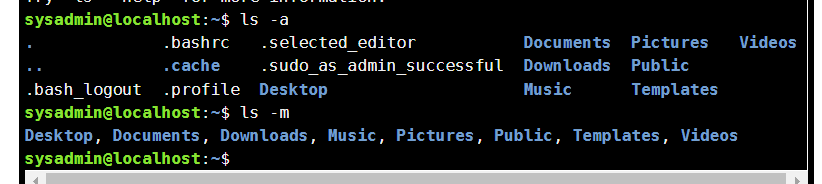 sysadmin@localhost:~$ ls -a
. .bashrc .selected_editor Documents Pictures Videos
.. .cache .sudo_as_admin_successful Downloads Public
.bash_logout .profile Desktop Music Templates
sysadmin@localhost:~$ ls -m
Desktop, Documents, Downloads, Music, Pictures, Public, Templates, Videos
sysadmin@localhost:~$